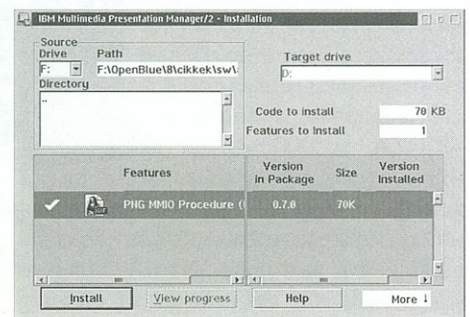 IBM Multimedia Presentation Manager/2 - Installation
Source
Drive Path
F: F:\OpenBlue\8\cikkek\sw\
Directory
..
Target drive
D:
Code to install 70 KB
Features to Install 1
Features Version in Package Size Version Installed
PNG MMIO Procedure ( 0.7.0 70K
Install View progress Help More ↓